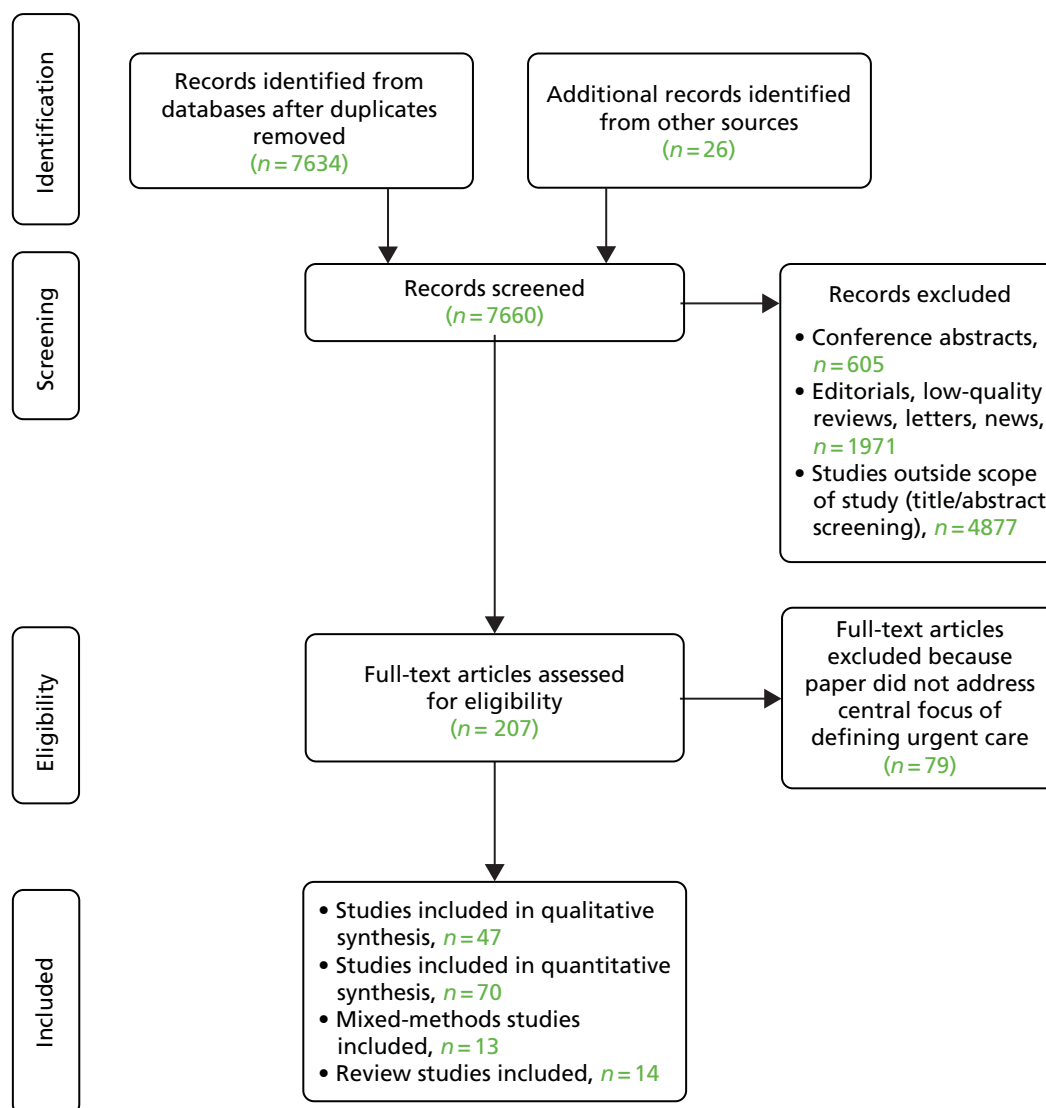 Identification
Records identified from
databases after duplicates
removed
(n=7634)
Additional records identified
from other sources
(n=26)
Screening
Records screened
(n=7660)
Records excluded
• Conference abstracts,
n=605
• Editorials, low-quality
reviews, letters, news,
n=1971
• Studies outside scope
of study (title/abstract
screening), n=4877
Eligibility
Full-text articles assessed
for eligibility
(n= 207)
Full-text articles
excluded because
paper did not address
central focus of
defining urgent care
(n=79)
Included
• Studies included in qualitative
synthesis, n=47
• Studies included in quantitative
synthesis, n=70
• Mixed-methods studies
included, n=13
• Review studies included, n=14